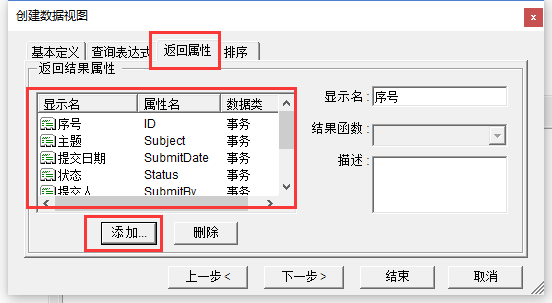 创建数据视图
x
基本定义 查询表达式 返回属性 排序
返回结果属性
显示名 属性名 数据类
序号 ID 事务
主题 Subject 事务
提交日期 SubmitDate 事务
状态 Status 事务
提交人 SubmitBy 事务
显示名: 序号
结果函数:
描述:
添加... 删除
上一步< 下一步> 结束 取消